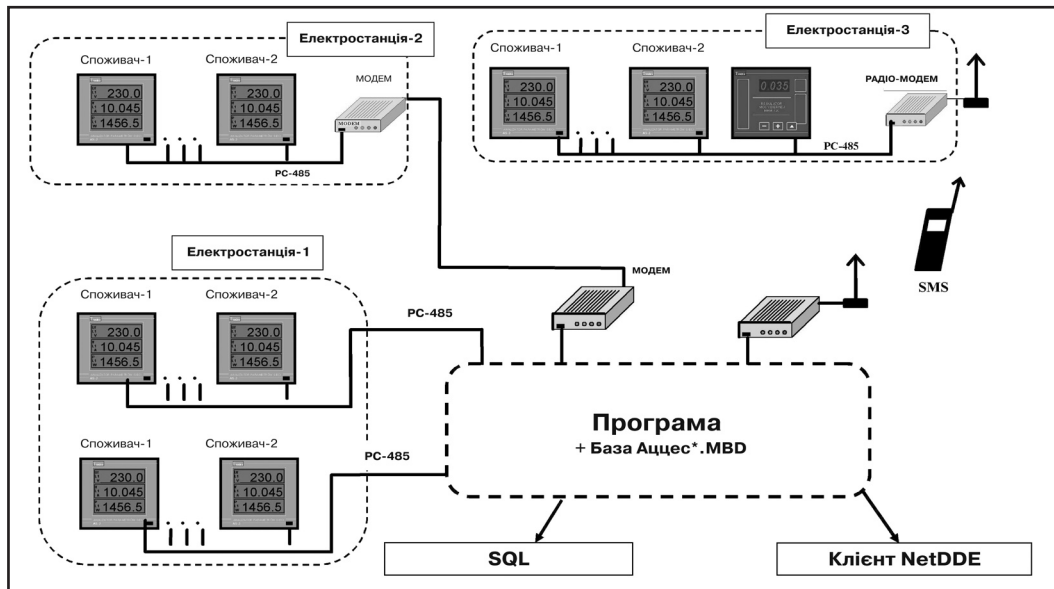 Електростанція-2
Споживач-1
Споживач-2
МОДЕМ
230.0
10.045
1456.5
230.0
10.045
1456.5
MODEM
РС-485
Електростанція-3
Споживач-1
Споживач-2
РАДІО-МОДЕМ
230.0
10.045
1456.5
230.0
10.045
1456.5
0.035
РС-485
SMS
Електростанція-1
Споживач-1
Споживач-2
230.0
10.045
1456.5
230.0
10.045
1456.5
РС-485
Споживач-1
Споживач-2
230.0
10.045
1456.5
230.0
10.045
1456.5
РС-485
МОДЕМ
Програма
+ База Аццес*.MBD
SQL
Клієнт NetDDE